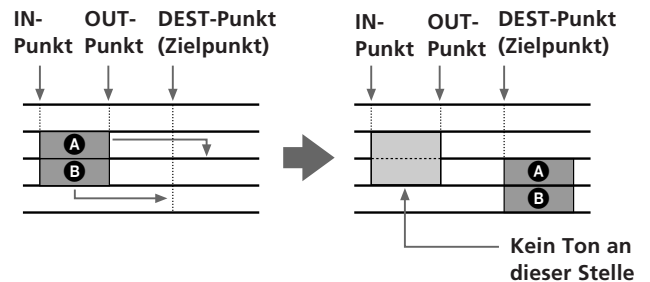 IN-
Punkt
OUT-
Punkt
DEST-Punkt
(Zielpunkt)
A
B
IN-
Punkt
OUT-
Punkt
DEST-Punkt
(Zielpunkt)
A
B
Kein Ton an
dieser Stelle